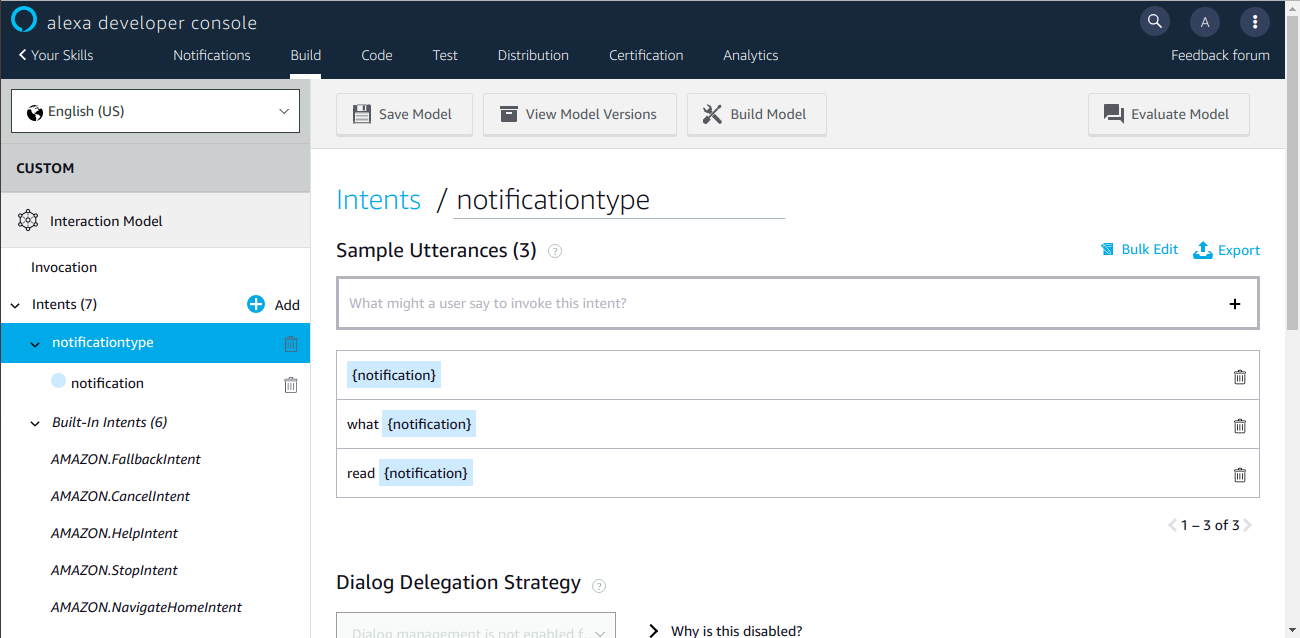 alexa developer console
A
Your Skills
Notifications
Build
Code
Test
Distribution
Certification
Analytics
Feedback forum
English (US)
Save Model
View Model Versions
Build Model
Evaluate Model
CUSTOM
Interaction Model
Invocation
Intents (7)
Add
notificationtype
notification
Built-In Intents (6)
AMAZON.FallbackIntent
AMAZON.CancelIntent
AMAZON.HelpIntent
AMAZON.StopIntent
AMAZON.NavigateHomeIntent
Intents / notificationtype
Sample Utterances (3) ?
Bulk Edit
Export
What might a user say to invoke this intent?
{notification}
what {notification}
read {notification}
1 – 3 of 3
Dialog Delegation Strategy ?
Dialog management is not enabled f...
Why is this disabled?